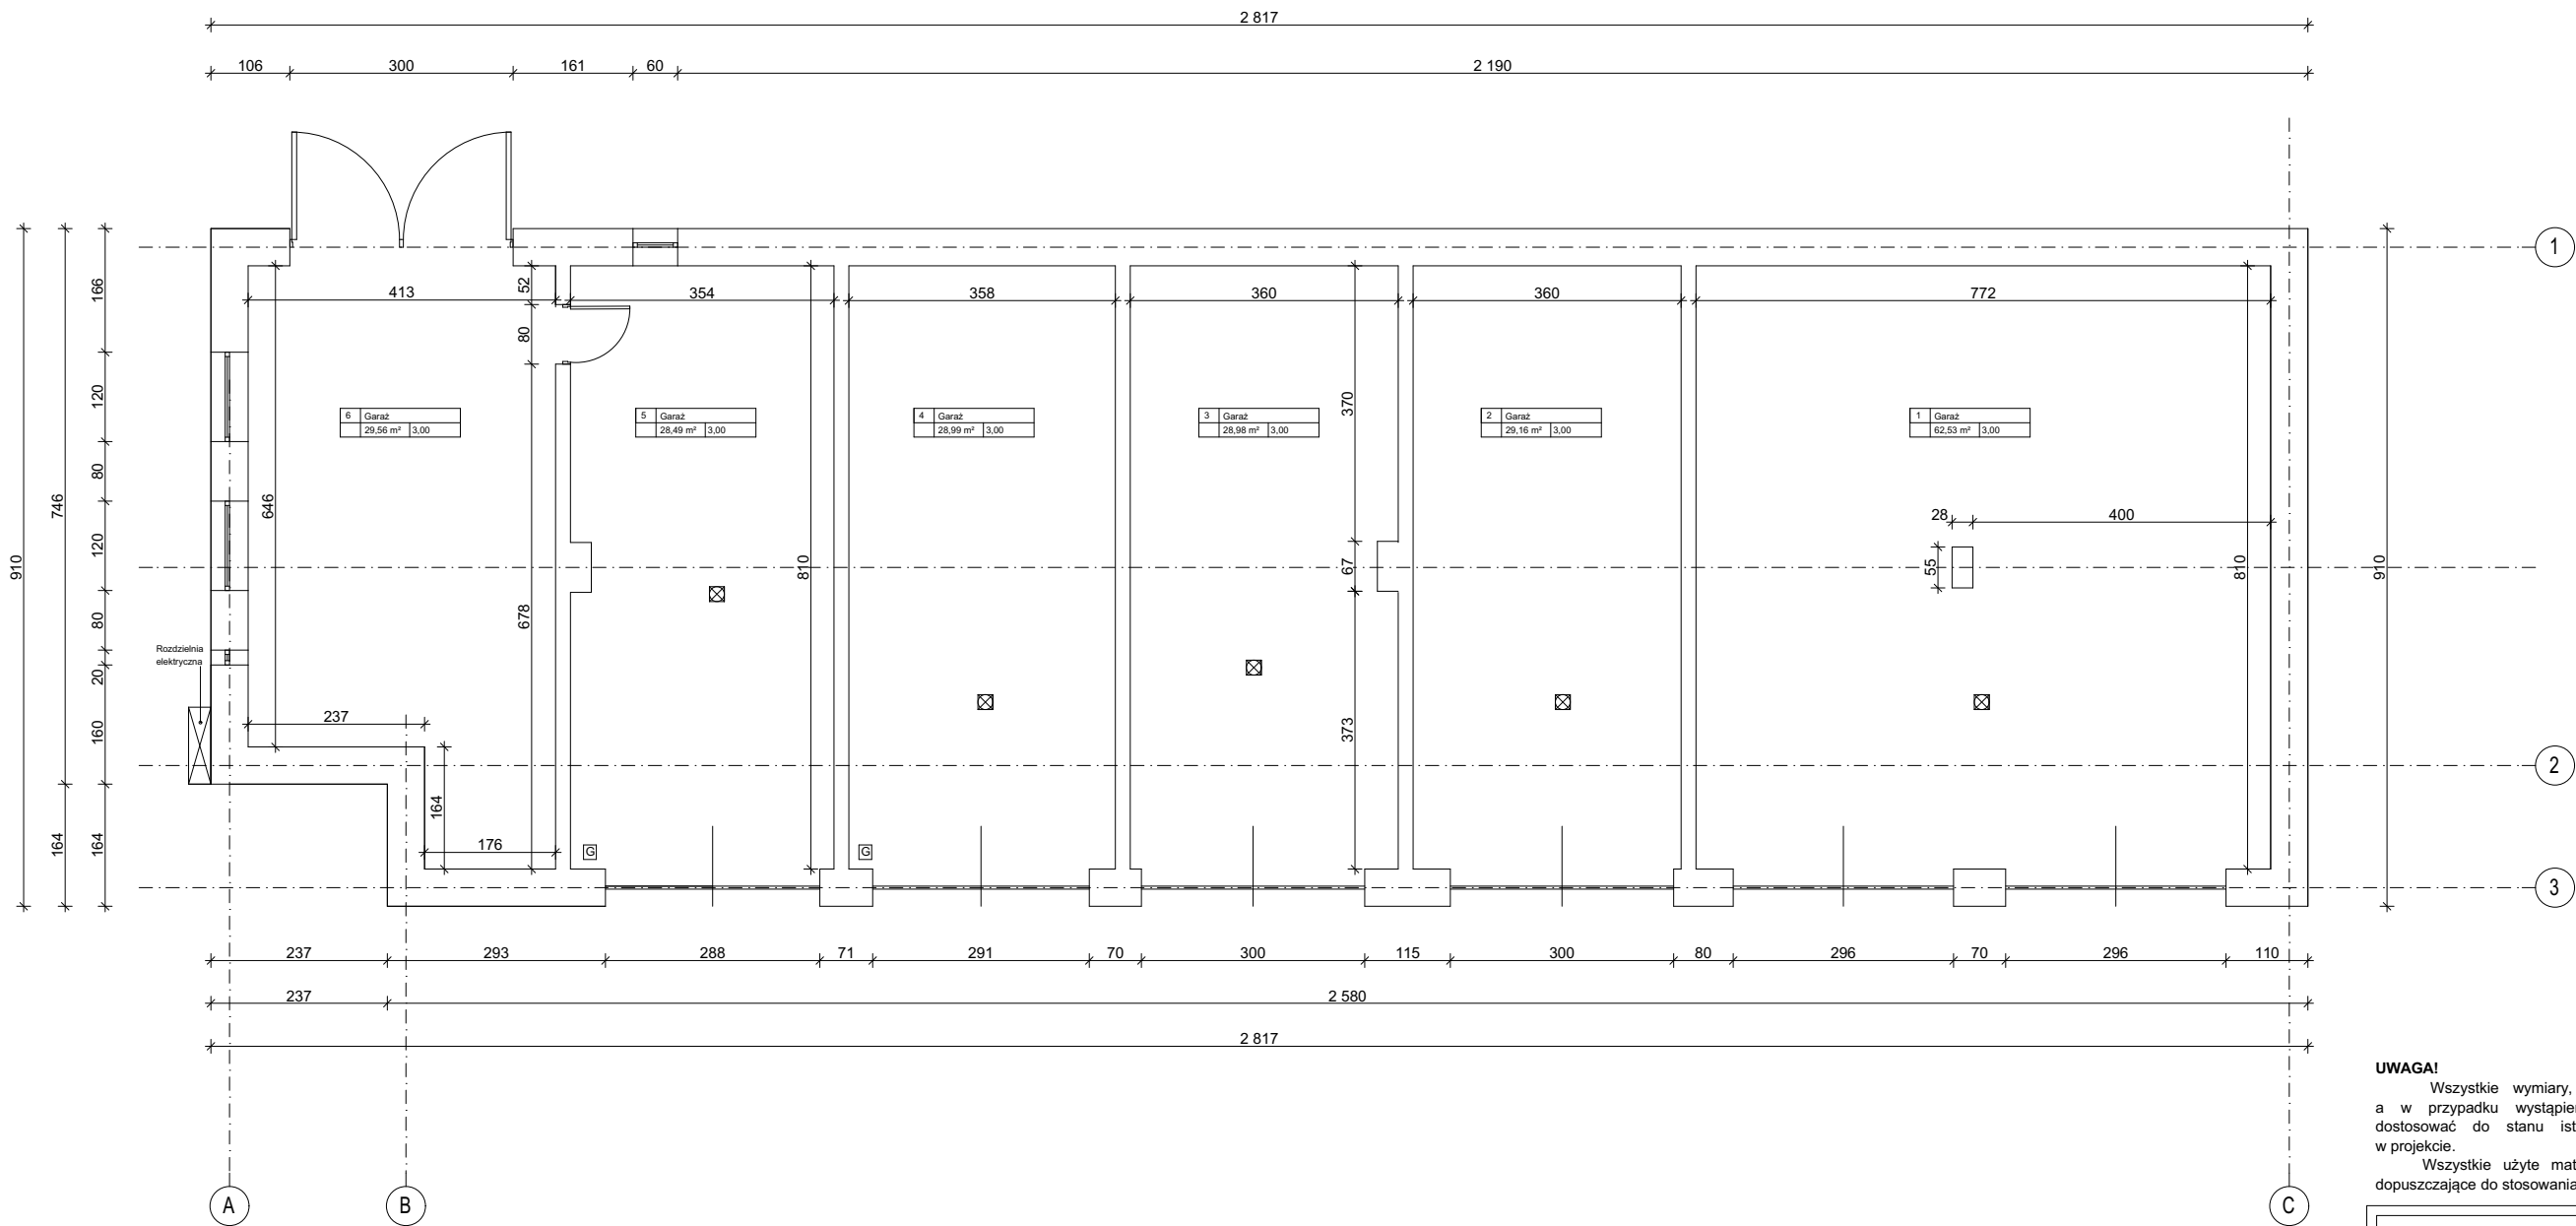 2 817
106 300 161 60 2 190
1
413 354 358 360 360 772
52
80
166
120
80
120
80
20
160
164
746
164
910
646
678
810
370
67
373
810
910
6 Garaż
29,56 m² 3,00
5 Garaż
28,49 m² 3,00
4 Garaż
28,99 m² 3,00
3 Garaż
28,98 m² 3,00
2 Garaż
29,16 m² 3,00
1 Garaż
62,53 m² 3,00
28 400
55
Rozdzielnia
elektryczna
237
164
176
G
G
2
3
237 293 288 71 291 70 300 115 300 80 296 70 296 110
237 2 580
2 817
UWAGA!
Wszystkie wymiary,
a w przypadku
dostosować do stanu
w projekcie.
Wszystkie użyte
dopuszczające do stosowania
A B C